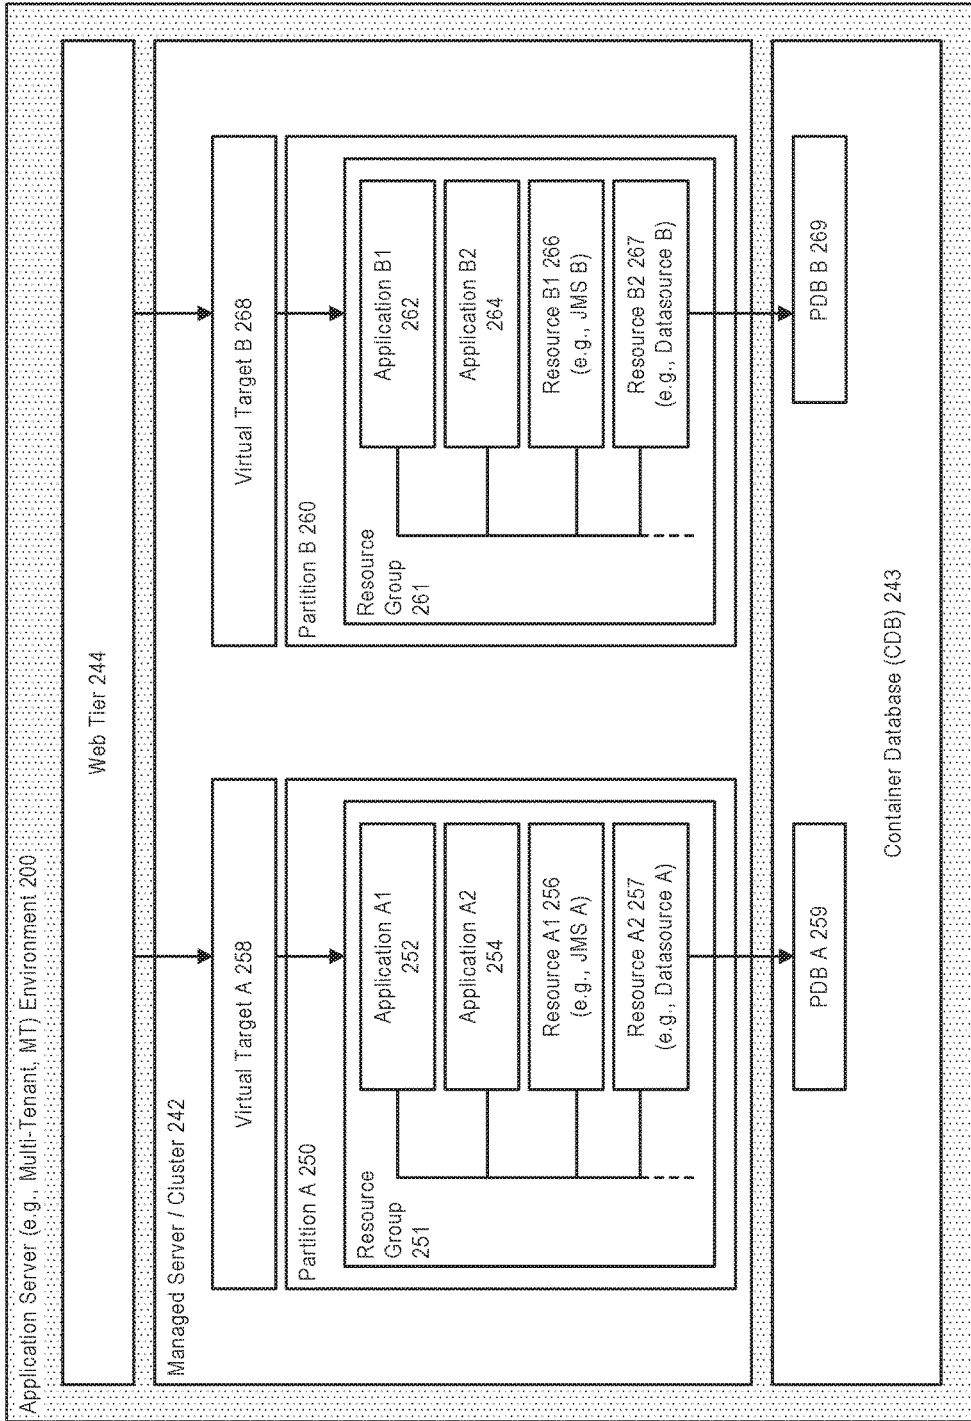 Application Server (e.g., Multi-Tenant, MT) Environment 200
Web Tier 244
Managed Server / Cluster 242
Virtual Target A 258
Partition A 250
Resource
Group
251
Application A1
252
Application A2
254
Resource A1 256
(e.g., JMS A)
Resource A2 257
(e.g., Datasource A)
Virtual Target B 268
Partition B 260
Resource
Group
261
Application B1
262
Application B2
264
Resource B1 266
(e.g., JMS B)
Resource B2 267
(e.g., Datasource B)
PDB A 259
PDB B 269
Container Database (CDB) 243